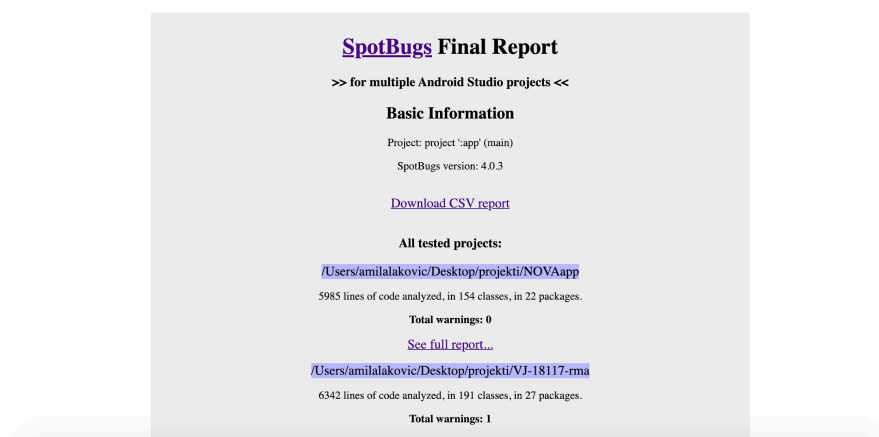 SpotBugs Final Report
>> for multiple Android Studio projects <<
Basic Information
Project: project ':app' (main)
SpotBugs version: 4.0.3
Download CSV report
All tested projects:
/Users/amilalakovic/Desktop/projekti/NOVAapp
5985 lines of code analyzed, in 154 classes, in 22 packages.
Total warnings: 0
See full report...
/Users/amilalakovic/Desktop/projekti/VJ-18117-rma
6342 lines of code analyzed, in 191 classes, in 27 packages.
Total warnings: 1